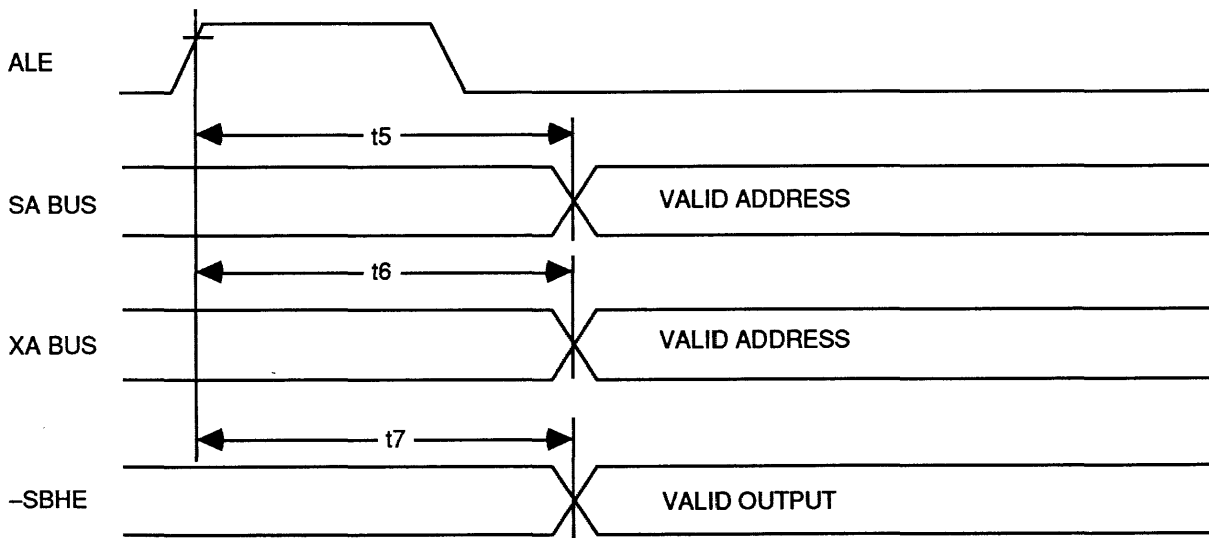 ALE
t5
SA BUS
VALID ADDRESS
t6
XA BUS
VALID ADDRESS
t7
–SBHE
VALID OUTPUT